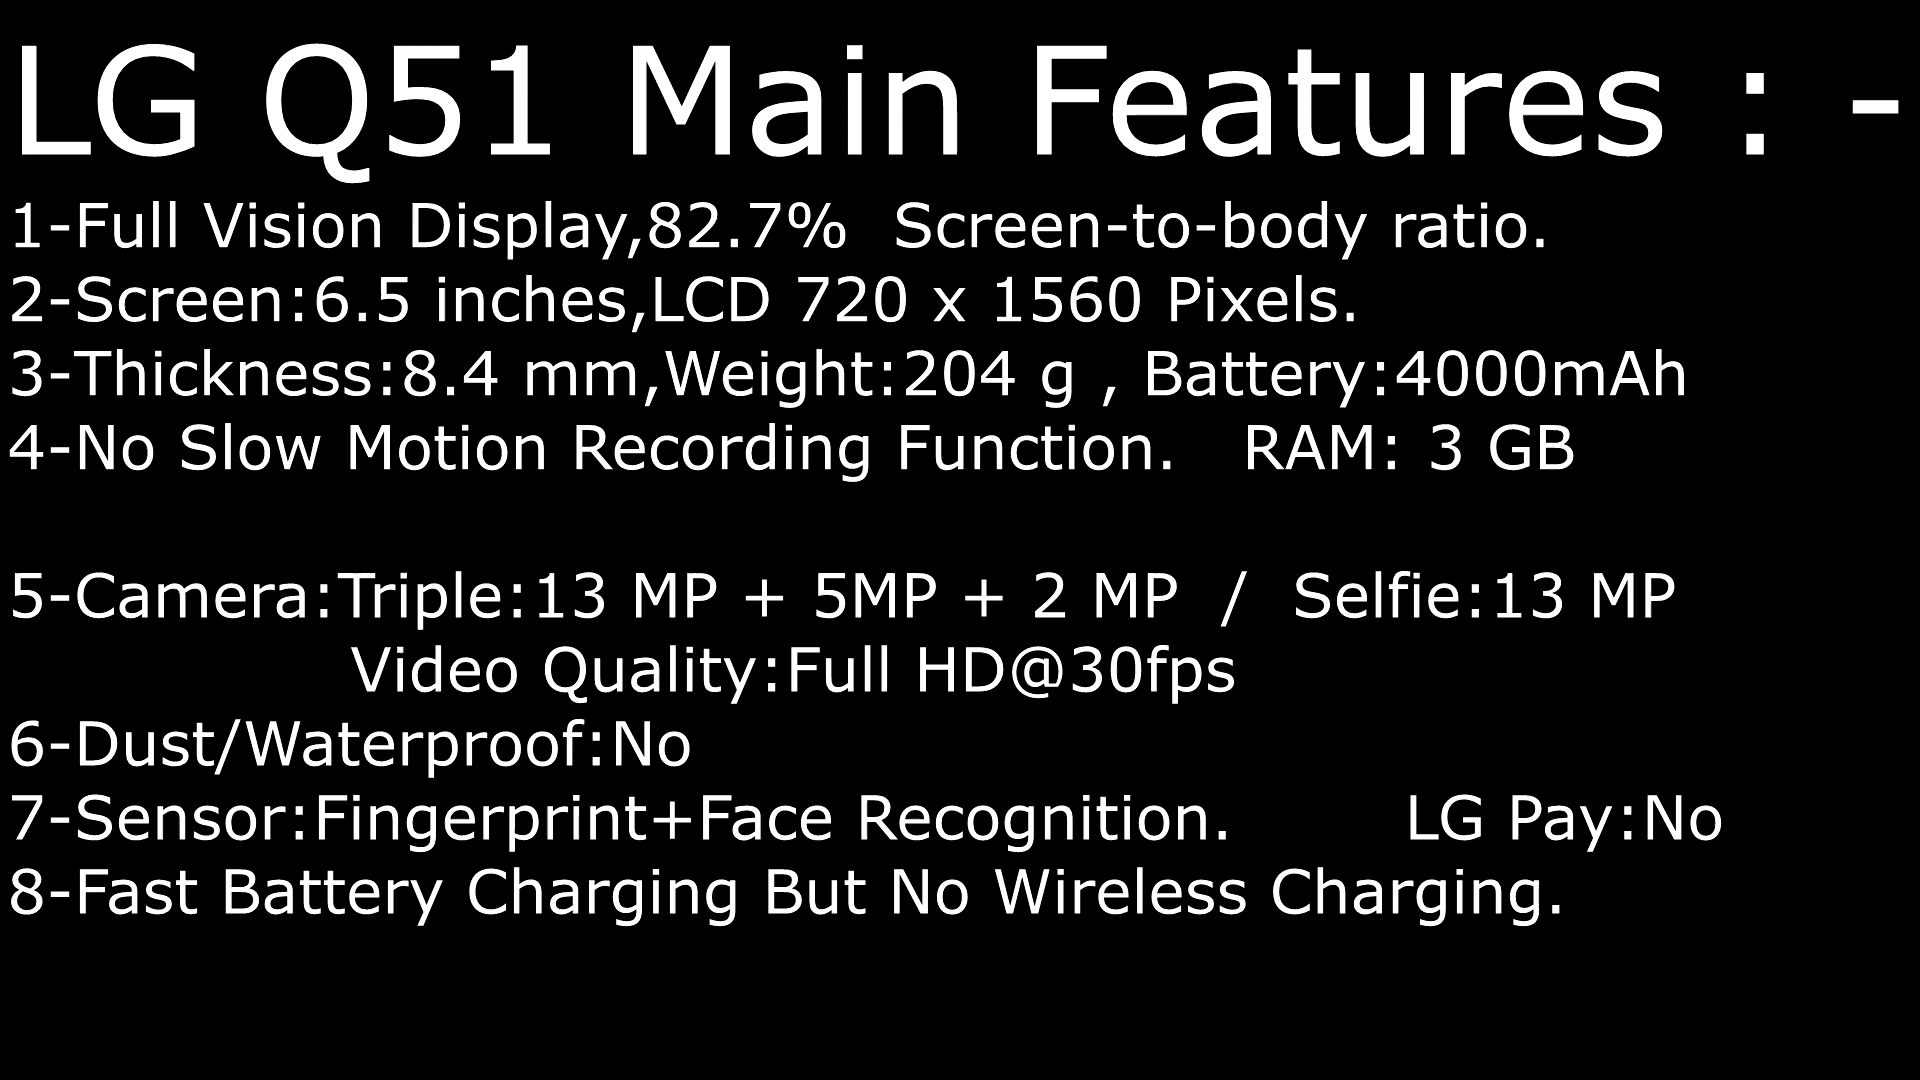 LG Q51 Main Features : -
1-Full Vision Display,82.7%  Screen-to-body ratio.
2-Screen:6.5 inches,LCD 720 x 1560 Pixels.
3-Thickness:8.4 mm,Weight:204 g , Battery:4000mAh
4-No Slow Motion Recording Function.   RAM: 3 GB
5-Camera:Triple:13 MP + 5MP + 2 MP  /  Selfie:13 MP
Video Quality:Full HD@30fps
6-Dust/Waterproof:No
7-Sensor:Fingerprint+Face Recognition.        LG Pay:No
8-Fast Battery Charging But No Wireless Charging.